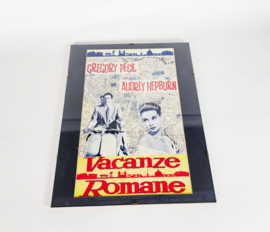 GREGORY PECK
AUDREY HEPBURN
Vacanze
Romane